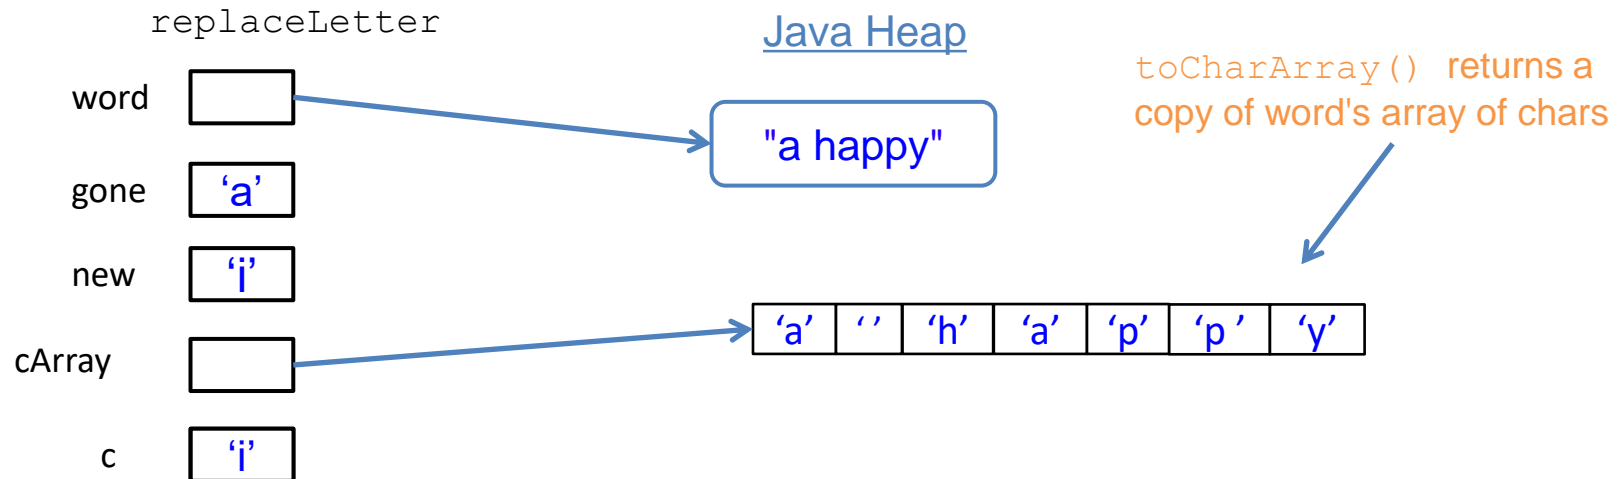 replaceLetter
Java Heap
toCharArray() returns a
copy of word's array of chars
word
"a happy"
gone
‘a’
new
‘i’
‘a’ ‘ ’ ‘h’ ‘a’ ‘p’ ‘p ’ ‘y’
cArray
c
‘i’